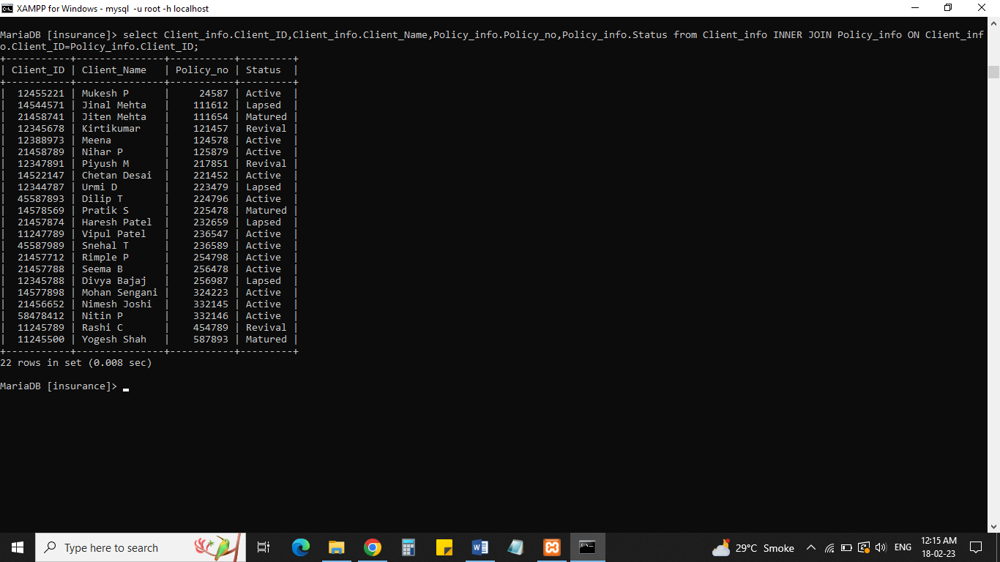 XAMPP for Windows - mysql  -u root -h localhost
MariaDB [insurance]> select Client_info.Client_ID,Client_info.Client_Name,Policy_info.Policy_no,Policy_info.Status from Client_info INNER JOIN Policy_info ON Client_inf
o.Client_ID=Policy_info.Client_ID;
+-----------+---------------+-----------+---------+
| Client_ID | Client_Name   | Policy_no | Status  |
+-----------+---------------+-----------+---------+
|  12455221 | Mukesh P      |     24587 | Active  |
|  14544571 | Jinal Mehta   |    111612 | Lapsed  |
|  21458741 | Jiten Mehta   |    111654 | Matured |
|  12345678 | Kirtikumar    |    121457 | Revival |
|  12388973 | Meena         |    124578 | Active  |
|  21458789 | Nihar P       |    125879 | Active  |
|  12347891 | Piyush M      |    217851 | Revival |
|  14522147 | Chetan Desai  |    221452 | Active  |
|  12344787 | Urmi D        |    223479 | Lapsed  |
|  45587893 | Dilip T       |    224796 | Active  |
|  14578569 | Pratik S      |    225478 | Matured |
|  21457874 | Haresh Patel  |    232659 | Lapsed  |
|  11247789 | Vipul Patel   |    236547 | Active  |
|  45587989 | Snehal T      |    236589 | Active  |
|  21457712 | Rimple P      |    254798 | Active  |
|  21457788 | Seema B       |    256478 | Active  |
|  12345788 | Divya Bajaj   |    256987 | Lapsed  |
|  14577898 | Mohan Sengani |    324223 | Active  |
|  21456652 | Nimesh Joshi  |    332145 | Active  |
|  58478412 | Nitin P       |    332146 | Active  |
|  11245789 | Rashi C       |    454789 | Revival |
|  11245500 | Yogesh Shah   |    587893 | Matured |
+-----------+---------------+-----------+---------+
22 rows in set (0.008 sec)
MariaDB [insurance]> _
Type here to search
29°C Smoke
ENG
12:15 AM
18-02-23